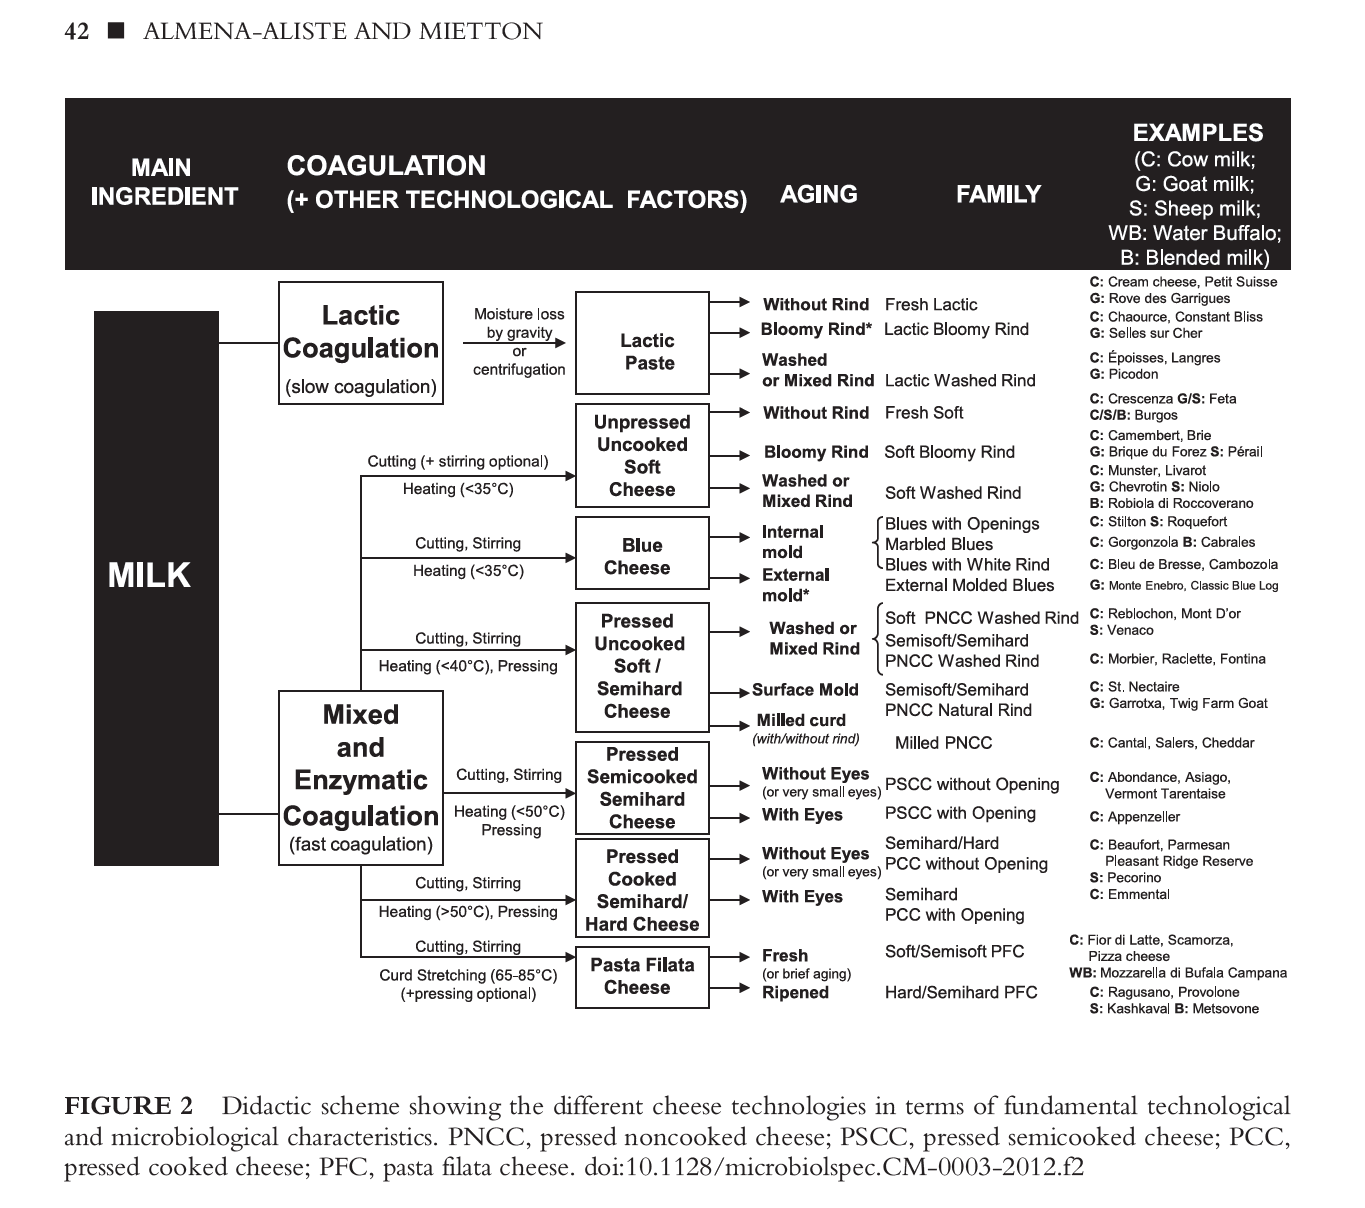 42 ■ ALMENA-ALISTE AND MIETTON
MAIN
INGREDIENT
COAGULATION
(+ OTHER TECHNOLOGICAL FACTORS)
AGING
FAMILY
EXAMPLES
(C: Cow milk;
G: Goat milk;
S: Sheep milk;
WB: Water Buffalo;
B: Blended milk)
MILK
Lactic
Coagulation
(slow coagulation)
Moisture loss
by gravity
or
centrifugation
Lactic
Paste
Without Rind Fresh Lactic
C: Cream cheese, Petit Suisse
G: Rove des Garrigues
Bloomy Rind* Lactic Bloomy Rind
C: Chaource, Constant Bliss
G: Selles sur Cher
Washed
or Mixed Rind Lactic Washed Rind
C: Époisses, Langres
G: Picodon
Mixed
and
Enzymatic
Coagulation
(fast coagulation)
Cutting (+ stirring optional)
Heating (<35°C)
Unpressed
Uncooked
Soft
Cheese
Without Rind Fresh Soft
C: Crescenza G/S: Feta
C/S/B: Burgos
Bloomy Rind Soft Bloomy Rind
C: Camembert, Brie
G: Brique du Forez S: Pérail
Washed or
Mixed Rind
Soft Washed Rind
C: Munster, Livarot
G: Chevrotin S: Niolo
B: Robiola di Roccoverano
Cutting, Stirring
Heating (<35°C)
Blue
Cheese
Internal
mold
Blues with Openings
C: Stilton S: Roquefort
Marbled Blues
C: Gorgonzola B: Cabrales
Blues with White Rind
C: Bleu de Bresse, Cambozola
External
mold*
External Molded Blues
G: Monte Enebro, Classic Blue Log
Cutting, Stirring
Heating (<40°C), Pressing
Pressed
Uncooked
Soft /
Semihard
Cheese
Washed or
Mixed Rind
Soft PNCC Washed Rind
C: Reblochon, Mont D'or
S: Venaco
Semisoft/Semihard
PNCC Washed Rind
C: Morbier, Raclette, Fontina
Surface Mold
Semisoft/Semihard
PNCC Natural Rind
C: St. Nectaire
G: Garrotxa, Twig Farm Goat
Milled curd
(with/without rind)
Milled PNCC
C: Cantal, Salers, Cheddar
Cutting, Stirring
Heating (<50°C)
Pressing
Pressed
Semicooked
Semihard
Cheese
Without Eyes
(or very small eyes)
PSCC without Opening
C: Abondance, Asiago,
Vermont Tarentaise
With Eyes
PSCC with Opening
C: Appenzeller
Cutting, Stirring
Heating (>50°C), Pressing
Pressed
Cooked
Semihard/
Hard Cheese
Without Eyes
(or very small eyes)
Semihard/Hard
PCC without Opening
C: Beaufort, Parmesan
Pleasant Ridge Reserve
S: Pecorino
With Eyes
Semihard
PCC with Opening
C: Emmental
Cutting, Stirring
Curd Stretching (65-85°C)
(+pressing optional)
Pasta Filata
Cheese
Fresh
(or brief aging)
Soft/Semisoft PFC
C: Fior di Latte, Scamorza,
Pizza cheese
WB: Mozzarella di Bufala Campana
Ripened
Hard/Semihard PFC
C: Ragusano, Provolone
S: Kashkaval B: Metsovone
FIGURE 2 Didactic scheme showing the different cheese technologies in terms of fundamental technological
and microbiological characteristics. PNCC, pressed noncooked cheese; PSCC, pressed semicooked cheese; PCC,
pressed cooked cheese; PFC, pasta filata cheese. doi:10.1128/microbiolspec.CM-0003-2012.f2